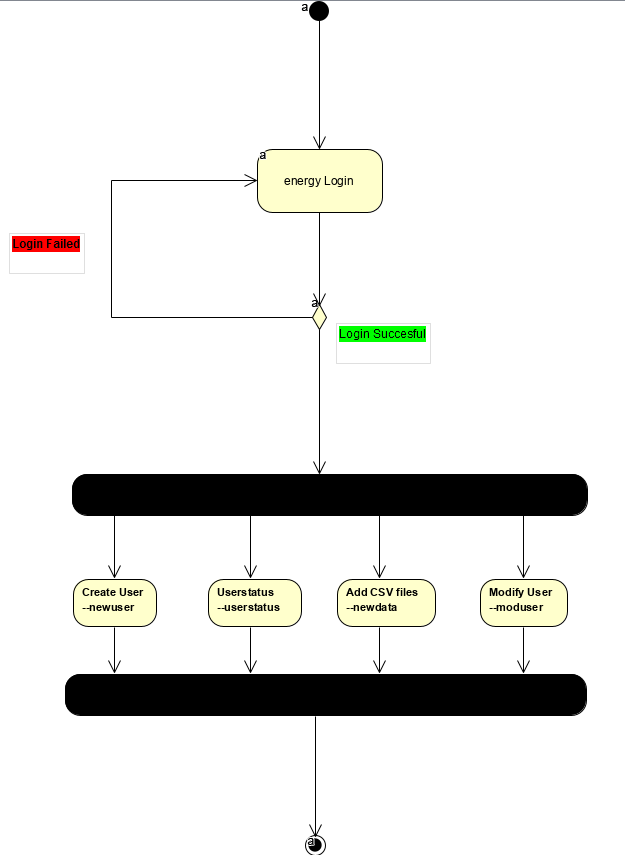 a
a
energy Login
Login Failed
a
Login Succesful
Create User
--newuser
Userstatus
--userstatus
Add CSV files
--newdata
Modify User
--moduser
a